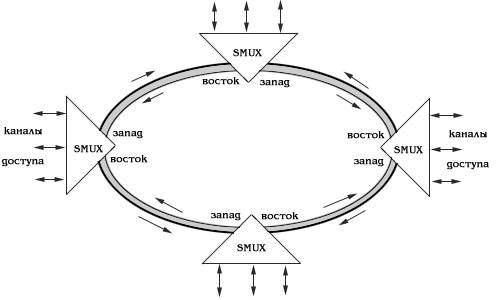 SMUX
восток запад
каналы
доступа
SMUX
запад
восток
восток
запад
SMUX
каналы
доступа
запад восток
SMUX